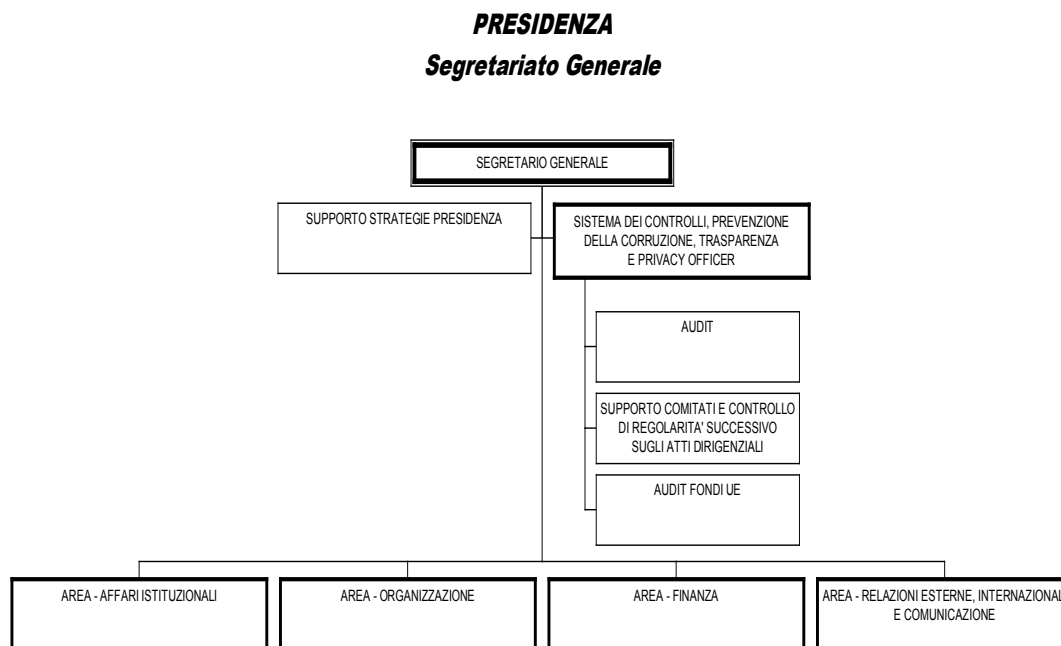 PRESIDENZA
Segretariato Generale
SEGRETARIO GENERALE
SUPPORTO STRATEGIE PRESIDENZA
SISTEMA DEI CONTROLLI, PREVENZIONE
DELLA CORRUZIONE, TRASPARENZA
E PRIVACY OFFICER
AUDIT
SUPPORTO COMITATI E CONTROLLO
DI REGOLARITA' SUCCESSIVO
SUGLI ATTI DIRIGENZIALI
AUDIT FONDI UE
AREA - AFFARI ISTITUZIONALI
AREA - ORGANIZZAZIONE
AREA - FINANZA
AREA - RELAZIONI ESTERNE, INTERNAZIONAL
E COMUNICAZIONE